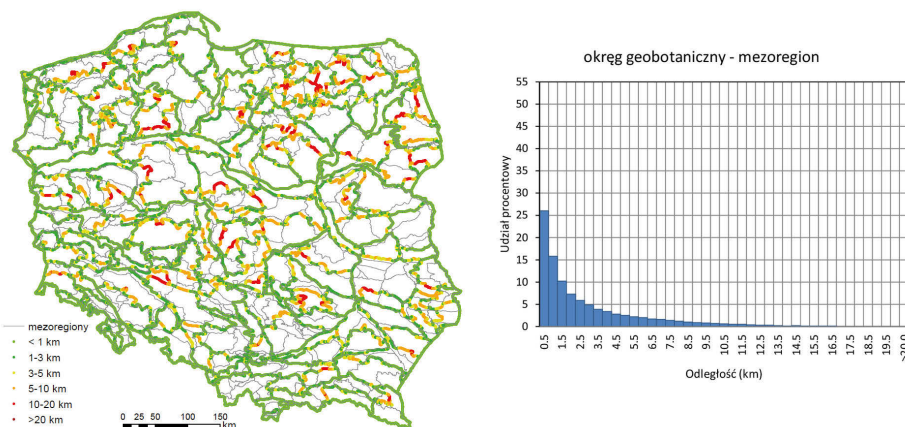 mezoregiony
< 1 km
1-3 km
3-5 km
5-10 km
10-20 km
>20 km
0 25 50 100 150
km
okręg geobotaniczny - mezoregion
Udział procentowy
55
50
45
40
35
30
25
20
15
10
5
0
0.5 1.5 2.5 3.5 4.5 5.5 6.5 7.5 8.5 9.5 10.5 11.5 12.5 13.5 14.5 15.5 16.5 17.5 18.5 19.5 >20.0
Odległość (km)